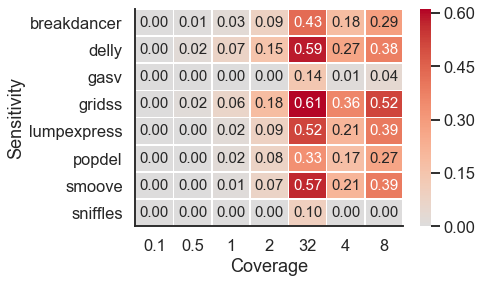 Sensitivity
breakdancer 0.00 0.01 0.03 0.09 0.43 0.18 0.29
delly 0.00 0.02 0.07 0.15 0.59 0.27 0.38
gasv 0.00 0.00 0.00 0.00 0.14 0.01 0.04
gridss 0.00 0.02 0.06 0.18 0.61 0.36 0.52
lumpexpress 0.00 0.00 0.02 0.09 0.52 0.21 0.39
popdel 0.00 0.00 0.02 0.08 0.33 0.17 0.27
smoove 0.00 0.00 0.01 0.07 0.57 0.21 0.39
sniffles 0.00 0.00 0.00 0.00 0.10 0.00 0.00
0.1 0.5 1 2 32 4 8
Coverage
0.60
0.45
0.30
0.15
0.00